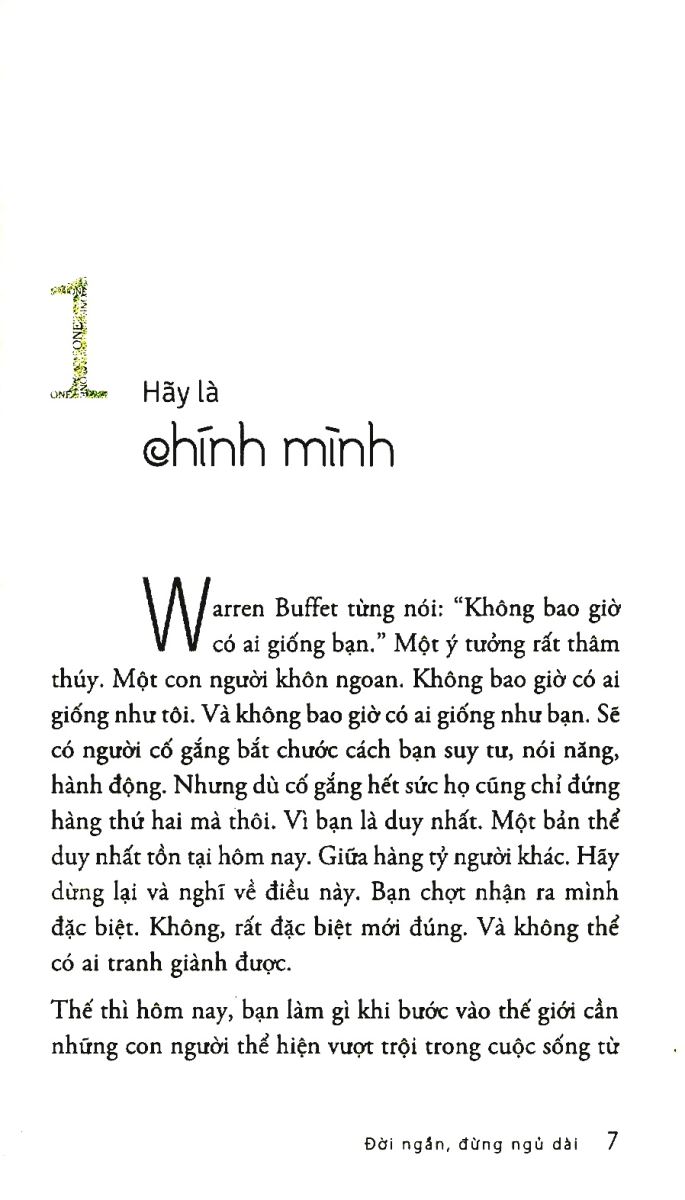 1
Hãy là
chính mình
Warren Buffet từng nói: “Không bao giờ
có ai giống bạn.” Một ý tưởng rất thâm
thúy. Một con người khôn ngoan. Không bao giờ có ai
giống như tôi. Và không bao giờ có ai giống như bạn. Sẽ
có người cố gắng bắt chước cách bạn suy tư, nói năng,
hành động. Nhưng dù cố gắng hết sức họ cũng chỉ đứng
hàng thứ hai mà thôi. Vì bạn là duy nhất. Một bản thể
duy nhất tồn tại hôm nay. Giữa hàng tỷ người khác. Hãy
dừng lại và nghĩ về điều này. Bạn chợt nhận ra mình
đặc biệt. Không, rất đặc biệt mới đúng. Và không thể
có ai tranh giành được.
Thế thì hôm nay, bạn làm gì khi bước vào thế giới cần
những con người thể hiện vượt trội trong cuộc sống từ
Đời ngắn, đừng ngủ dài 7